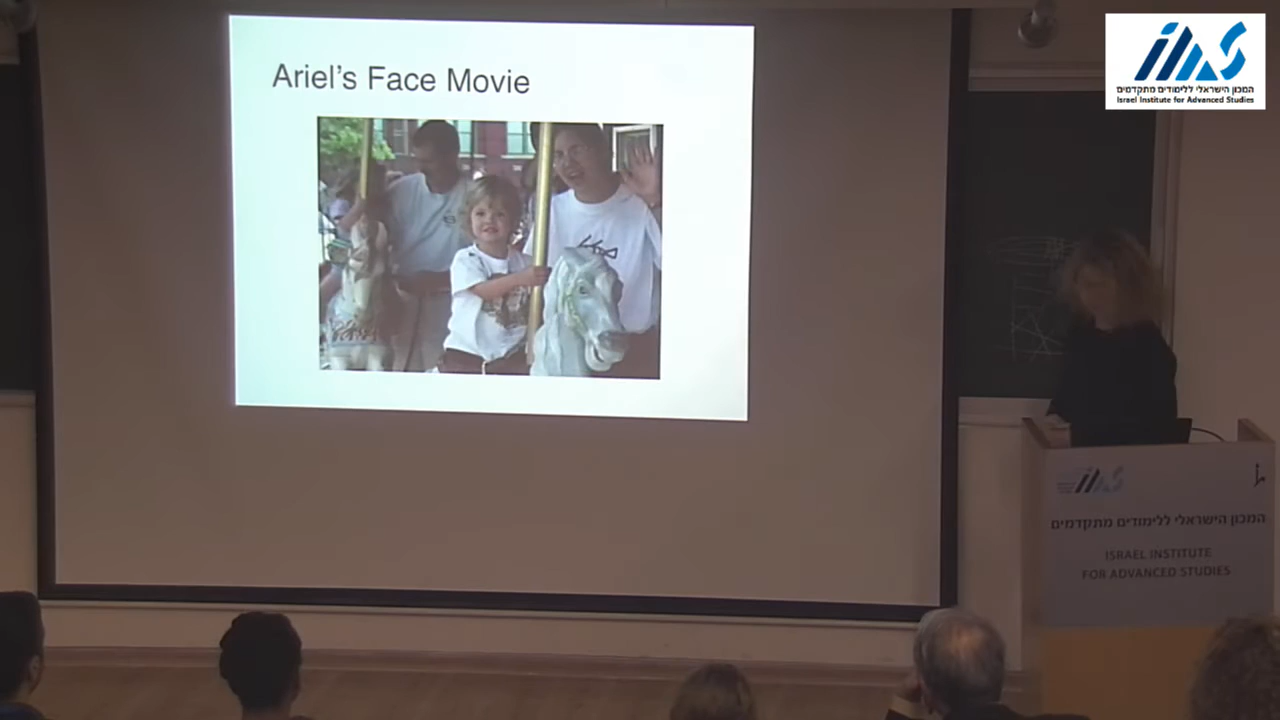 Ariel's Face Movie
המכון הישראלי ללימודים מתקדמים
Israel Institute for Advanced Studies
המכון הישראלי ללימודים מתקדמים
ISRAEL INSTITUTE
FOR ADVANCED STUDIES